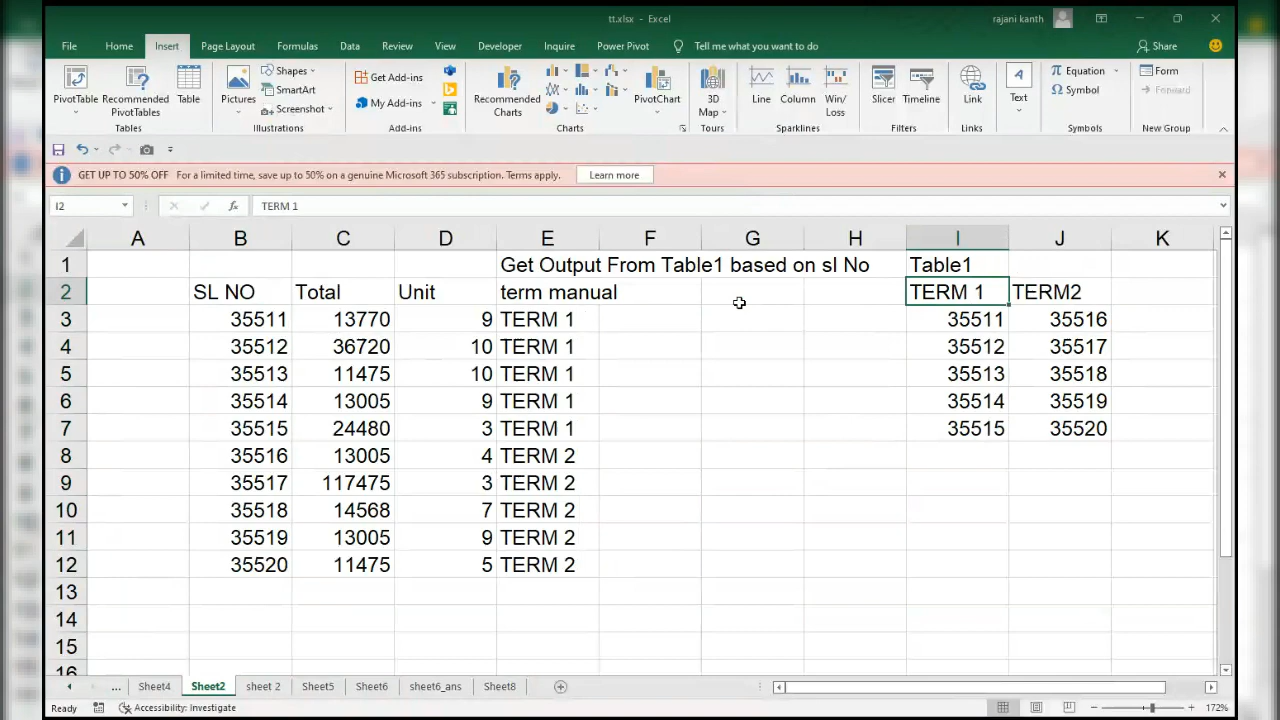 tt.xlsx - Excel
rajani kanth
File Home Insert Page Layout Formulas Data Review View Developer Inquire Power Pivot Tell me what you want to do Share
PivotTable Recommended PivotTables Table
Tables
Pictures Shapes SmartArt Screenshot
Illustrations
Get Add-ins
My Add-ins
Add-ins
Recommended Charts PivotChart
Charts
3D Map
Tours
Line Column Win/Loss
Sparklines
Slicer Timeline
Filters
Link
Links
Text
Equation
Symbol
Symbols
Form
Forward
New Group
GET UP TO 50% OFF For a limited time, save up to 50% on a genuine Microsoft 365 subscription. Terms apply. Learn more
I2 fx TERM 1
A B C D E F G H I J K
1 Get Output From Table1 based on sl No Table1
2 SL NO Total Unit term manual TERM 1 TERM2
3 35511 13770 9 TERM 1 35511 35516
4 35512 36720 10 TERM 1 35512 35517
5 35513 11475 10 TERM 1 35513 35518
6 35514 13005 9 TERM 1 35514 35519
7 35515 24480 3 TERM 1 35515 35520
8 35516 13005 4 TERM 2
9 35517 117475 3 TERM 2
10 35518 14568 7 TERM 2
11 35519 13005 9 TERM 2
12 35520 11475 5 TERM 2
13
14
15
16
... Sheet4 Sheet2 sheet 2 Sheet5 Sheet6 sheet6_ans Sheet8
Ready Accessibility: Investigate 172%